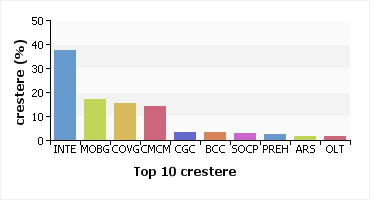 50
40
30
20
10
0
crestere (%)
INTE MOBG COVG CMCM CGC BCC SOCP PREH ARS OLT
Top 10 crestere